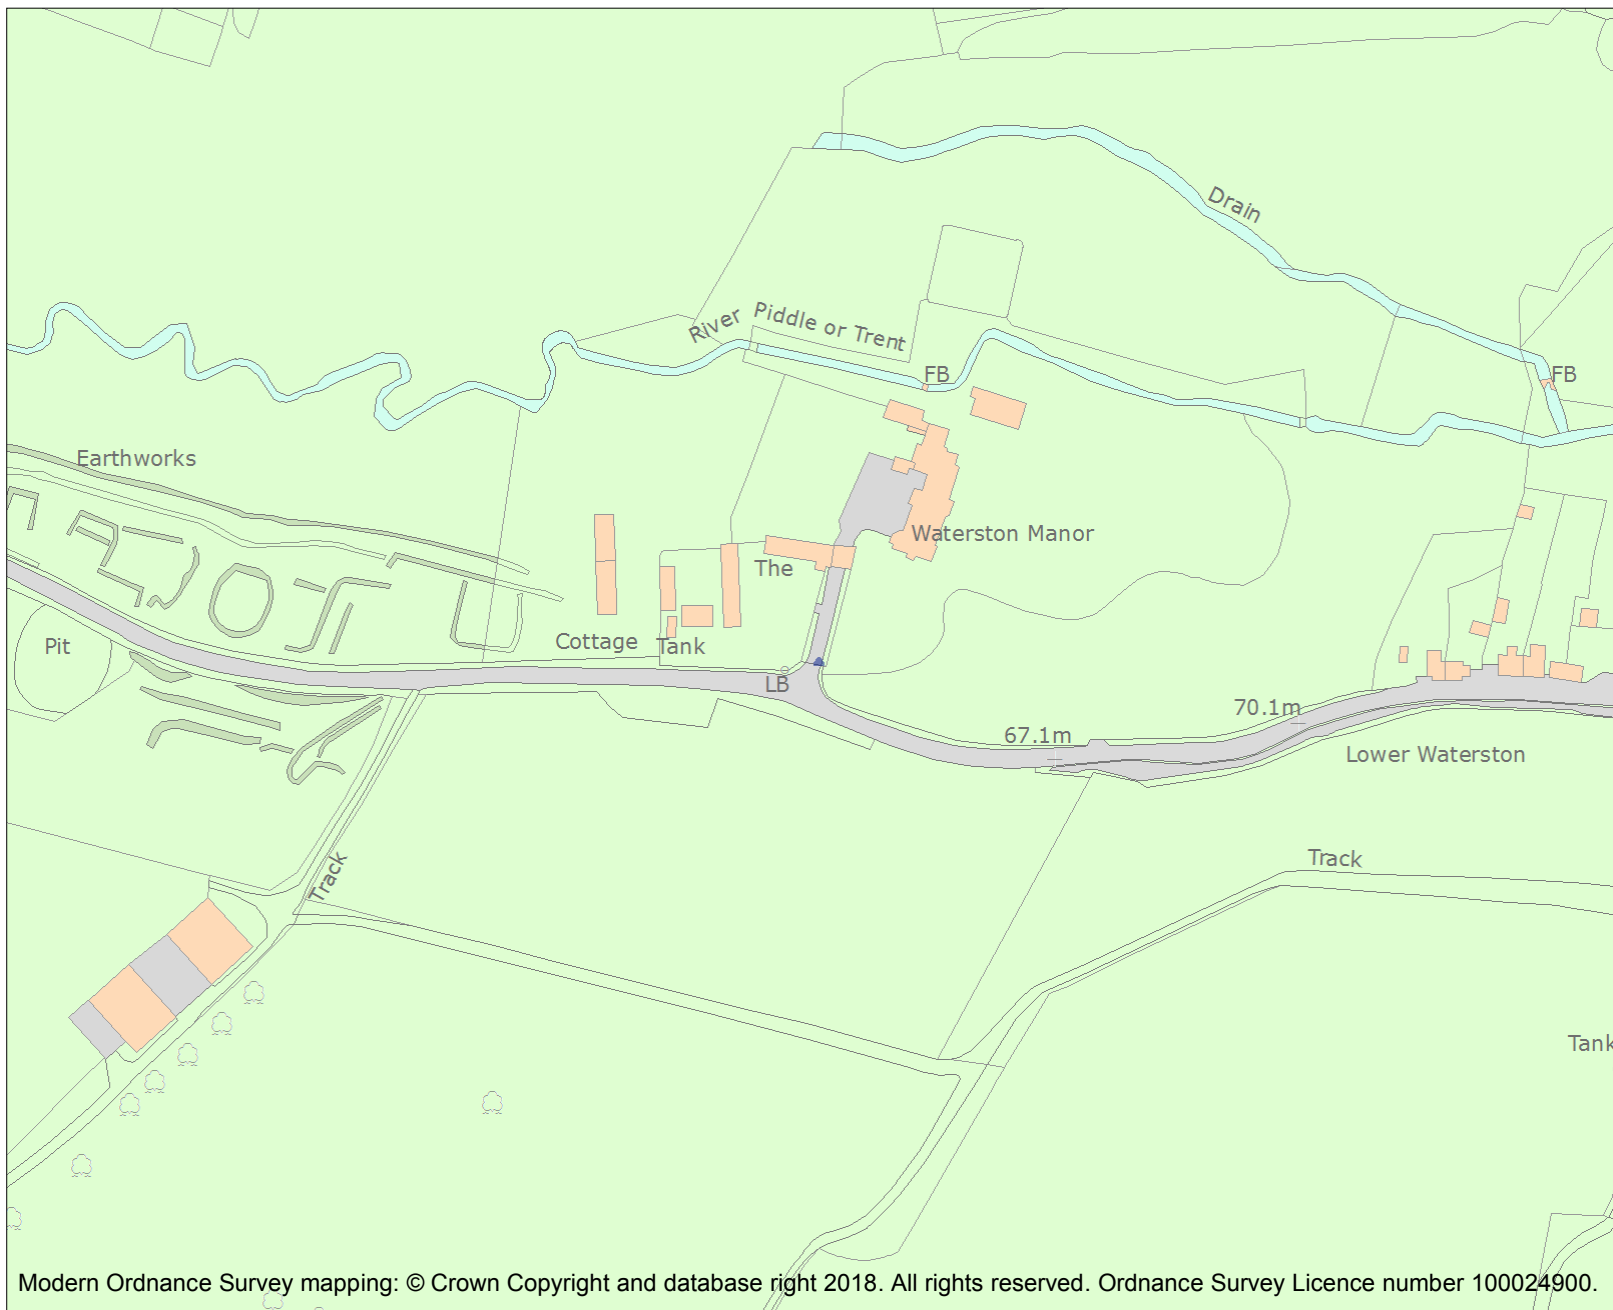 Drain
River Piddle or Trent
FB
FB
Earthworks
Waterston Manor
The
Cottage
Tank
Pit
LB
70.1m
67.1m
Lower Waterston
Track
Track
Tank
Modern Ordnance Survey mapping: © Crown Copyright and database right 2018. All rights reserved. Ordnance Survey Licence number 100024900.